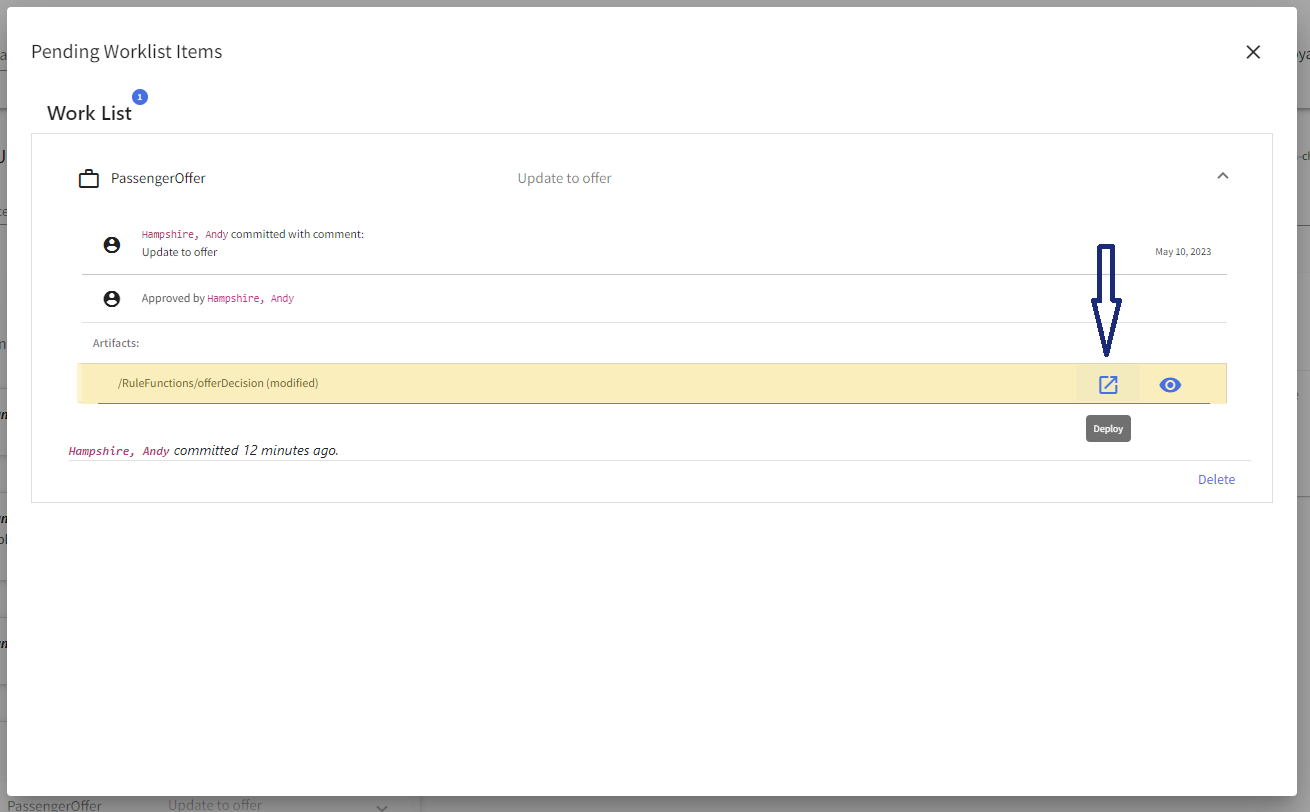 Pending Worklist Items
Work List
1
PassengerOffer
Update to offer
Hampshire, Andy committed with comment:
Update to offer
May 10, 2023
Approved by Hampshire, Andy
Artifacts:
/RuleFunctions/offerDecision (modified)
Deploy
Hampshire, Andy committed 12 minutes ago.
Delete
PassengerOffer
Update to offer